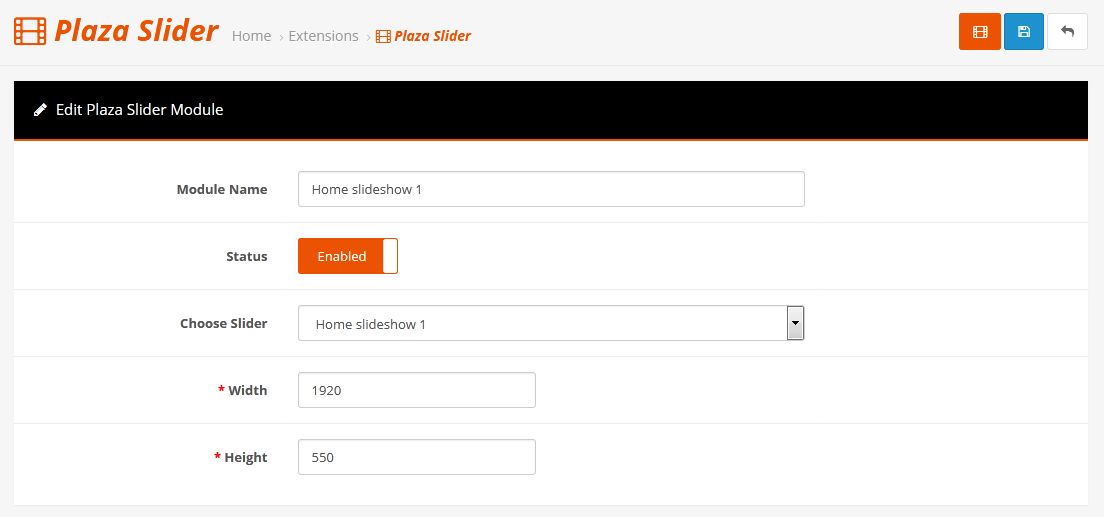 Plaza Slider Home › Extensions › Plaza Slider
Edit Plaza Slider Module
Module Name Home slideshow 1
Status Enabled
Choose Slider Home slideshow 1
* Width 1920
* Height 550